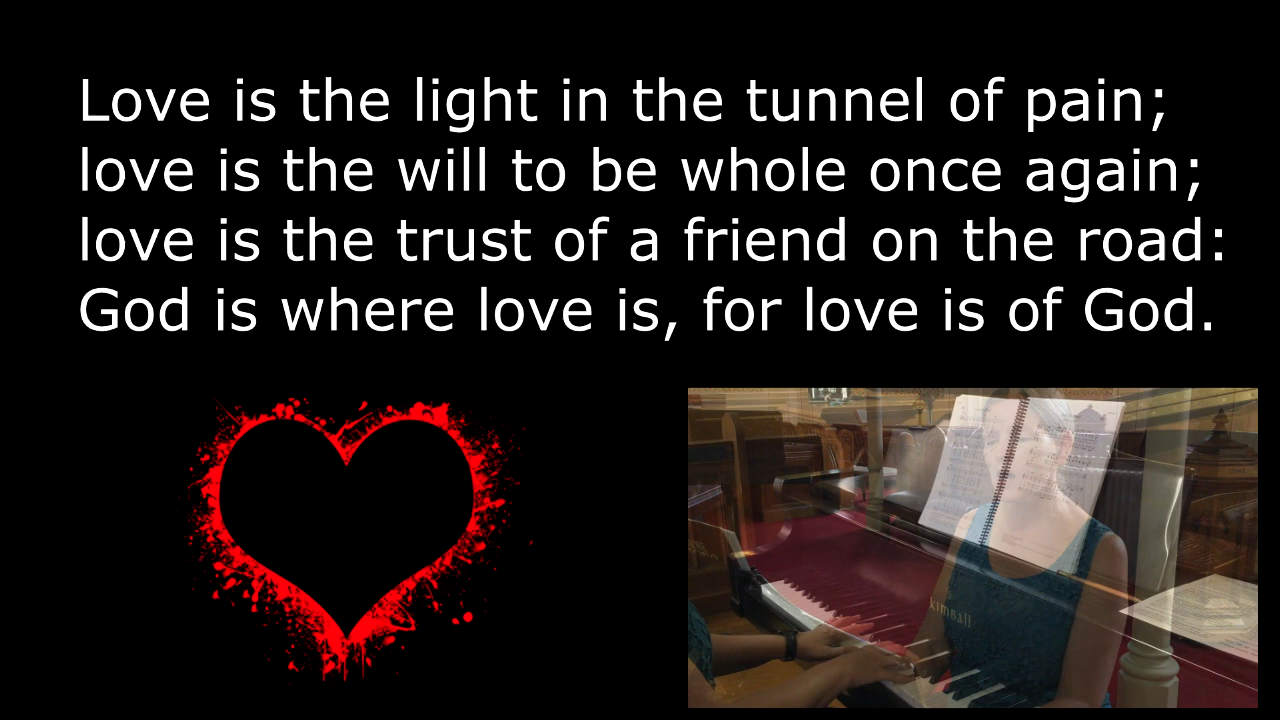 Love is the light in the tunnel of pain;
love is the will to be whole once again;
love is the trust of a friend on the road:
God is where love is, for love is of God.
KIMBALL